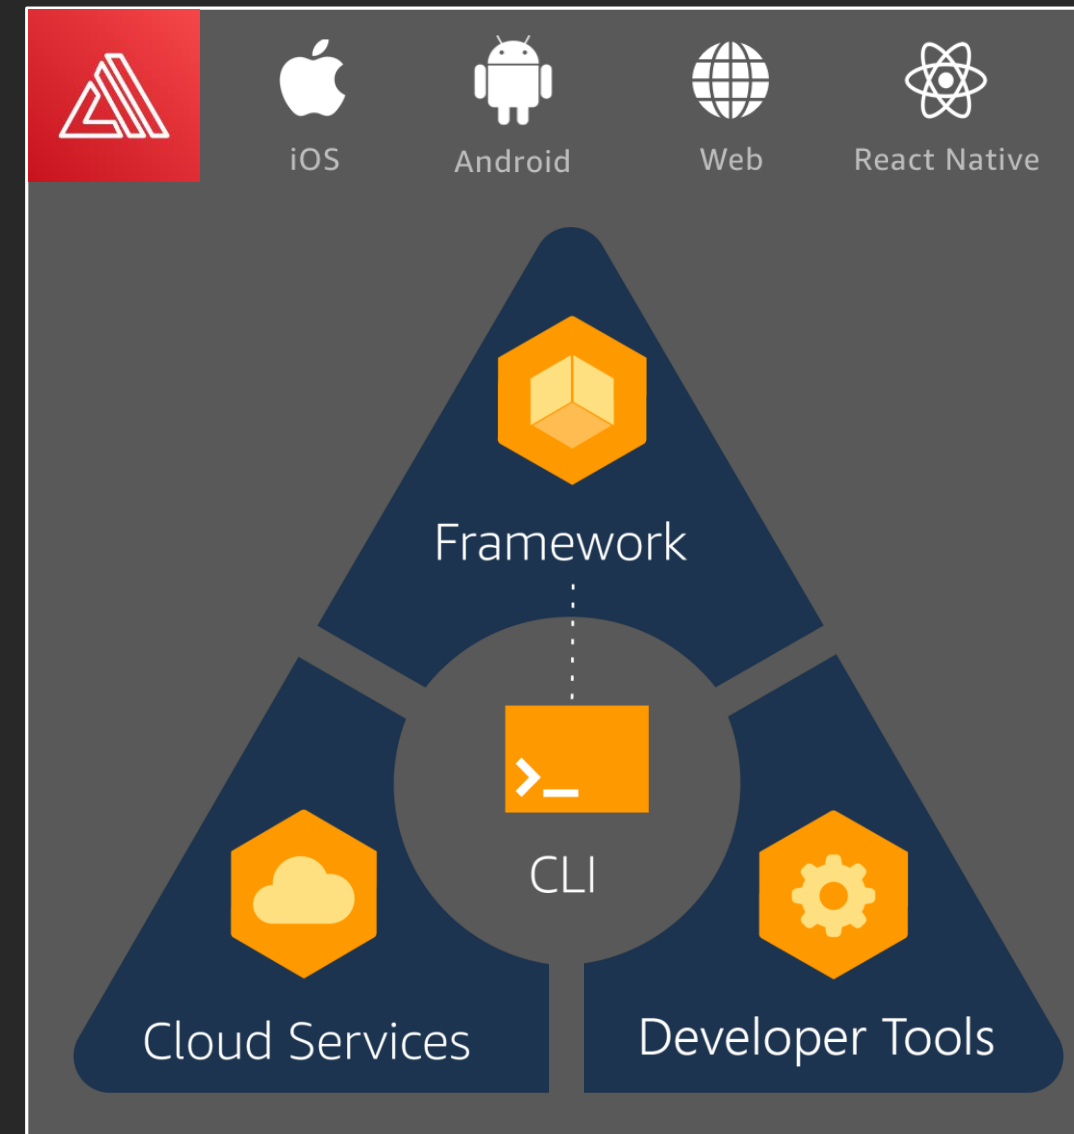 iOS
Android
Web
React Native
Framework
>_
CLI
Cloud Services
Developer Tools